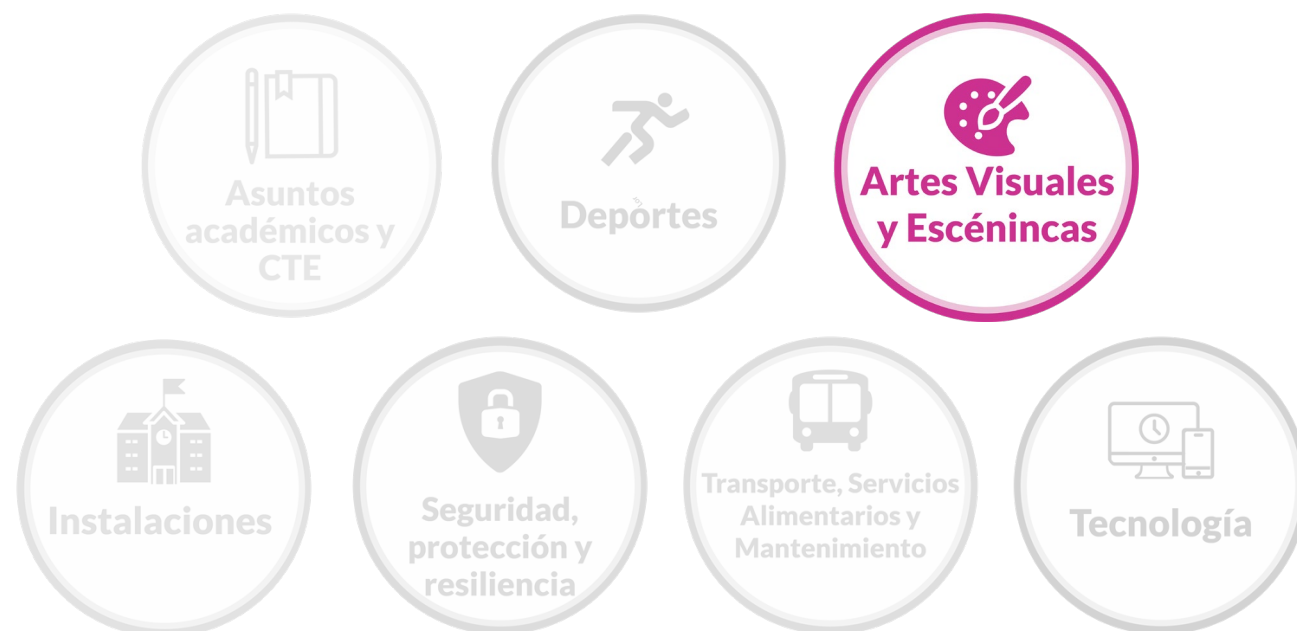 Asuntos
académicos y
CTE
Deportes
Artes Visuales
y Escénincas
Instalaciones
Seguridad,
protección y
resiliencia
Transporte, Servicios
Alimentarios y
Mantenimiento
Tecnología